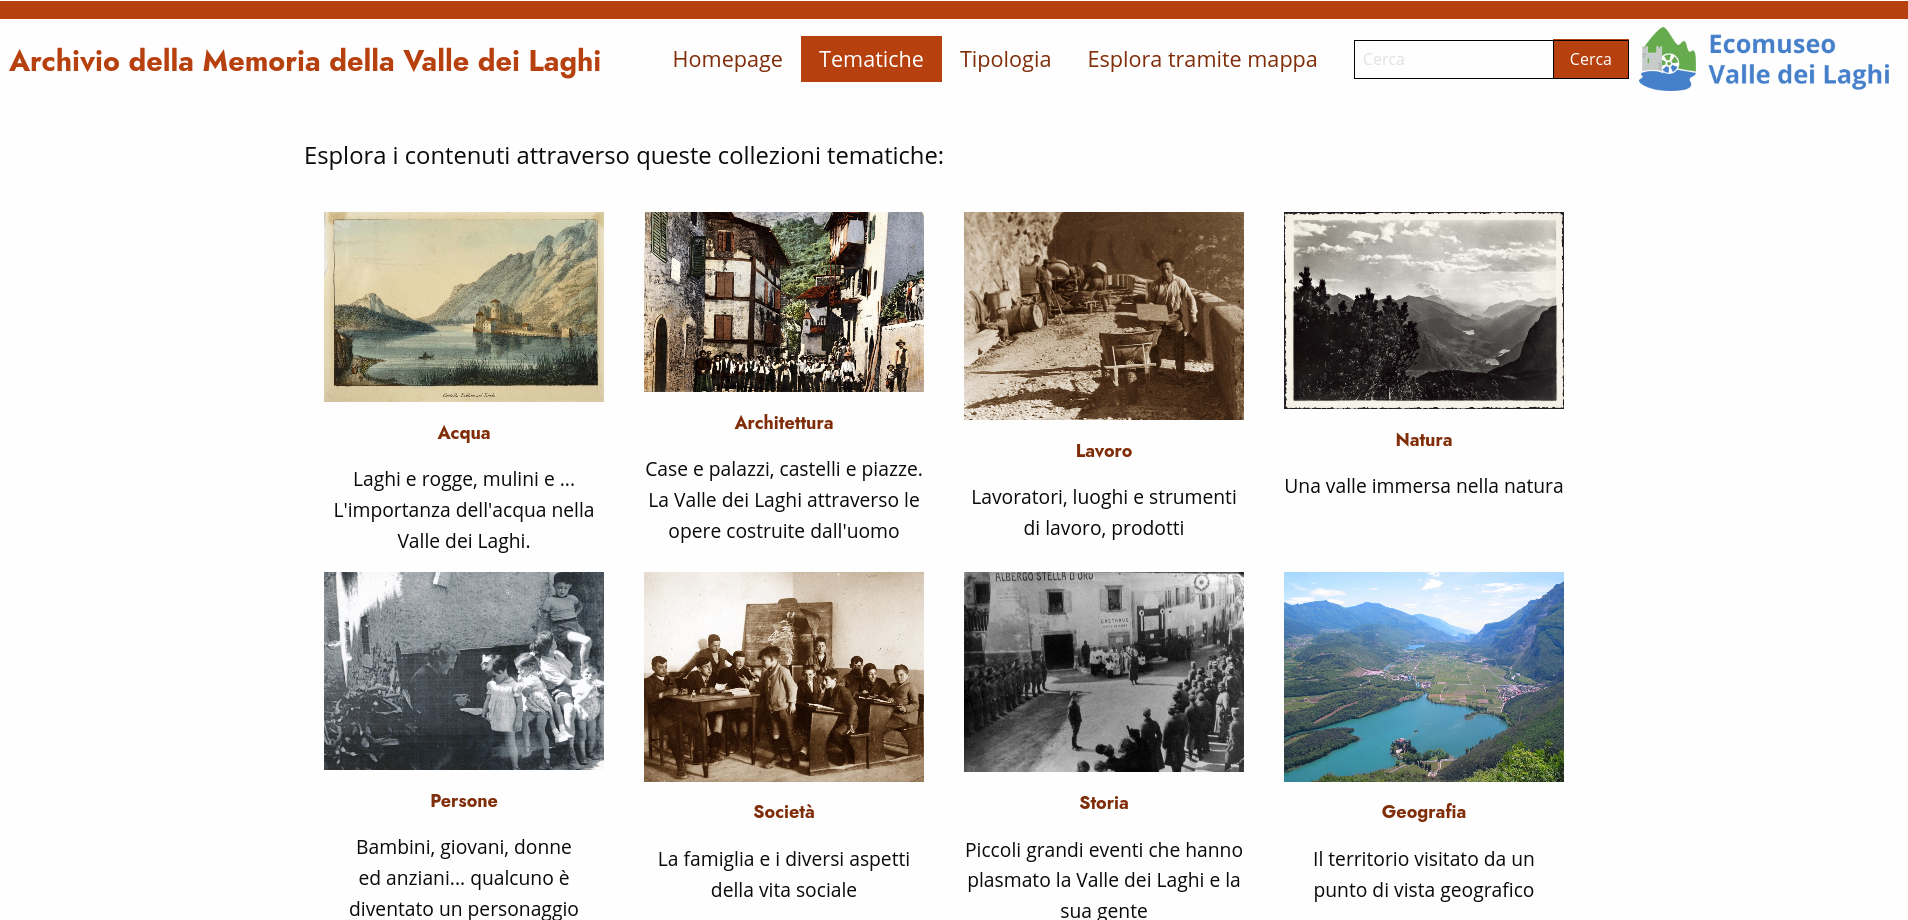 Archivio della Memoria della Valle dei Laghi
Homepage
Tematiche
Tipologia
Esplora tramite mappa
Cerca
Cerca
Ecomuseo
Valle dei Laghi
Esplora i contenuti attraverso queste collezioni tematiche:
Acqua
Laghi e rogge, mulini e ...
L'importanza dell'acqua nella
Valle dei Laghi.
Architettura
Case e palazzi, castelli e piazze.
La Valle dei Laghi attraverso le
opere costruite dall'uomo
Lavoro
Lavoratori, luoghi e strumenti
di lavoro, prodotti
Natura
Una valle immersa nella natura
Persone
Bambini, giovani, donne
ed anziani... qualcuno è
diventato un personaggio
Società
La famiglia e i diversi aspetti
della vita sociale
ALBERGO STELLA D'ORO
GASTHAUS
Storia
Piccoli grandi eventi che hanno
plasmato la Valle dei Laghi e la
sua gente
Geografia
Il territorio visitato da un
punto di vista geografico